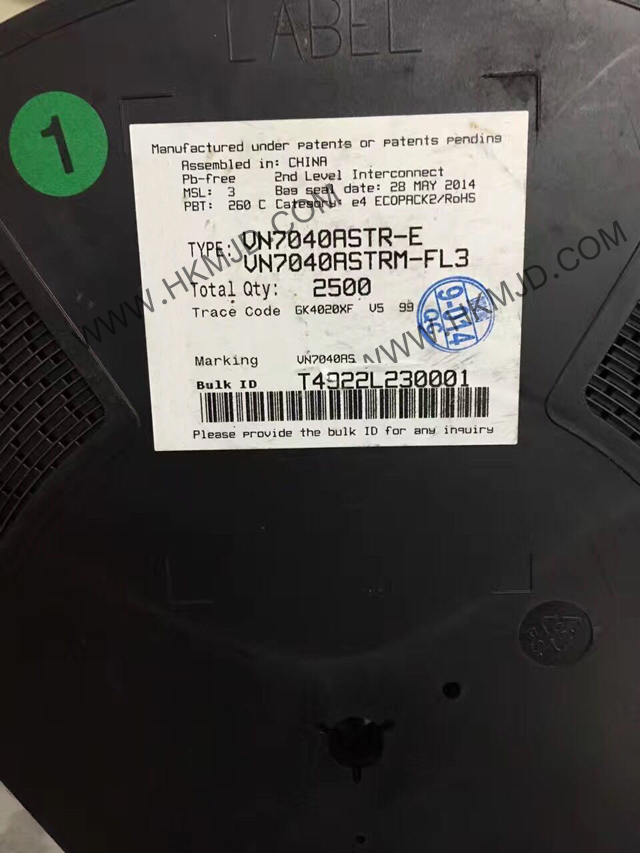 LABEL
1
Manufactured under patents or patents pending
Assembled in: CHINA
Pb-free 2nd Level Interconnect
MSL: 3 Bag seal date: 28 MAY 2014
PBT: 260 C Category: e4 ECOPACK2/RoHS
TYPE: VN7040ASTR-E
VN7040ASTRM-FL3
Total Qty: 2500
Trace Code GK4020XF V5 99
9-014
QC
Marking VN7040AS
Bulk ID T4922L230001
Please provide the bulk ID for any inquiry
WWW.HKMJD.COM
WWW.HKMJD.COM